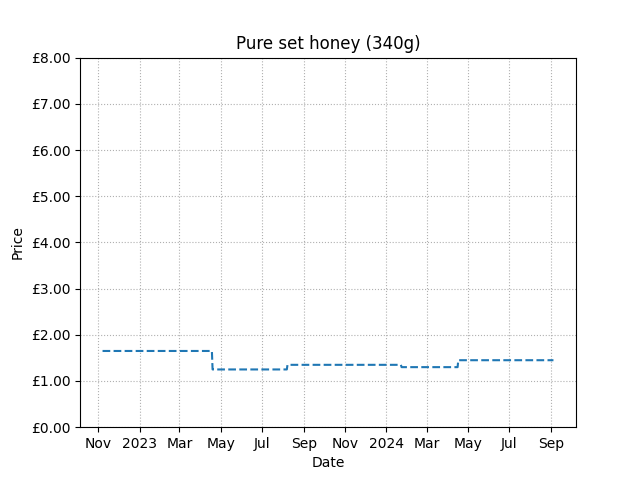 Pure set honey (340g)
£8.00
£7.00
£6.00
£5.00
£4.00
£3.00
£2.00
£1.00
£0.00
Price
Nov 2023 Mar May Jul Sep Nov 2024 Mar May Jul Sep
Date